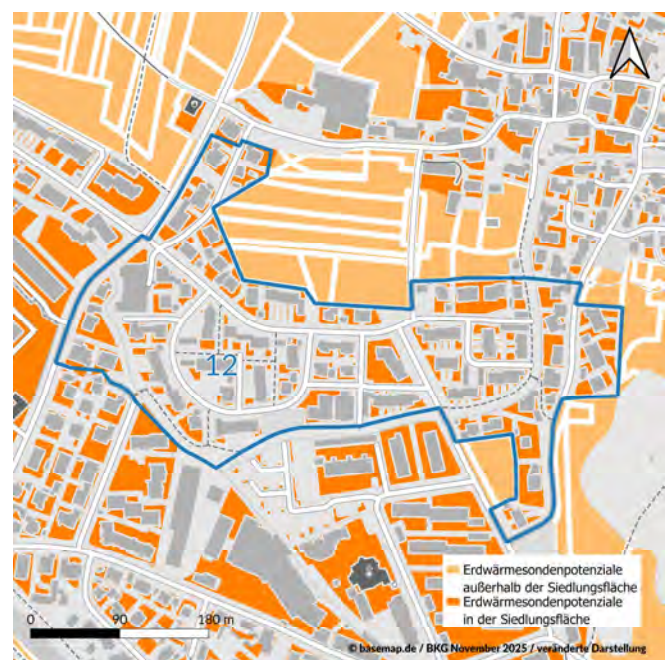 12
Erdwärmesondenpotenziale
außerhalb der Siedlungsfläche
Erdwärmesondenpotenziale
in der Siedlungsfläche
0 90 180 m
© basemap.de / BKG November 2025 / veränderte Darstellung